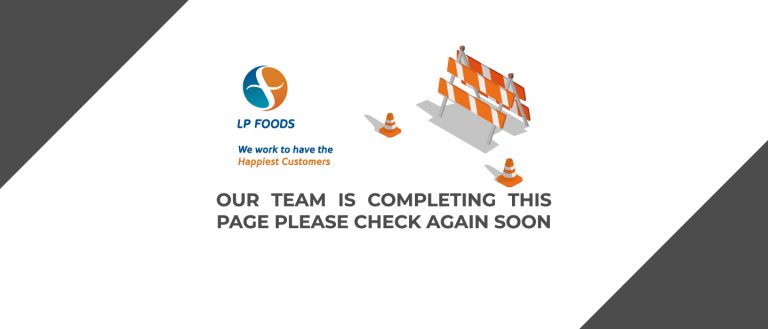 LP FOODS
We work to have the
Happiest Customers
OUR TEAM IS COMPLETING THIS
PAGE PLEASE CHECK AGAIN SOON